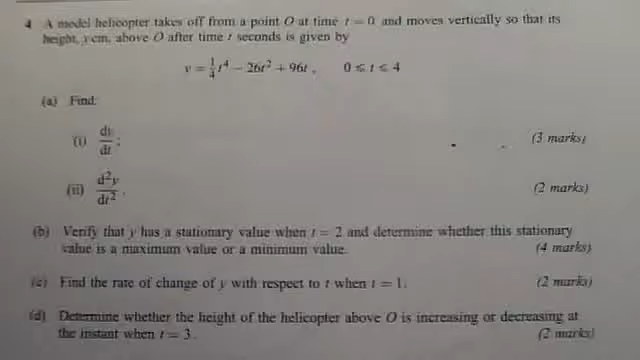 4 A model helicopter takes off from a point O at time t = 0 and moves vertically so that its
height, y cm, above O after time t seconds is given by
y = 1/4 t⁴ − 26t² + 96t , 0 ⩽ t ⩽ 4
(a) Find:
(i) dy/dt ; (3 marks)
(ii) d²y/dt² . (2 marks)
(b) Verify that y has a stationary value when t = 2 and determine whether this stationary
value is a maximum value or a minimum value. (4 marks)
(c) Find the rate of change of y with respect to t when t = 1. (2 marks)
(d) Determine whether the height of the helicopter above O is increasing or decreasing at
the instant when t = 3. (2 marks)